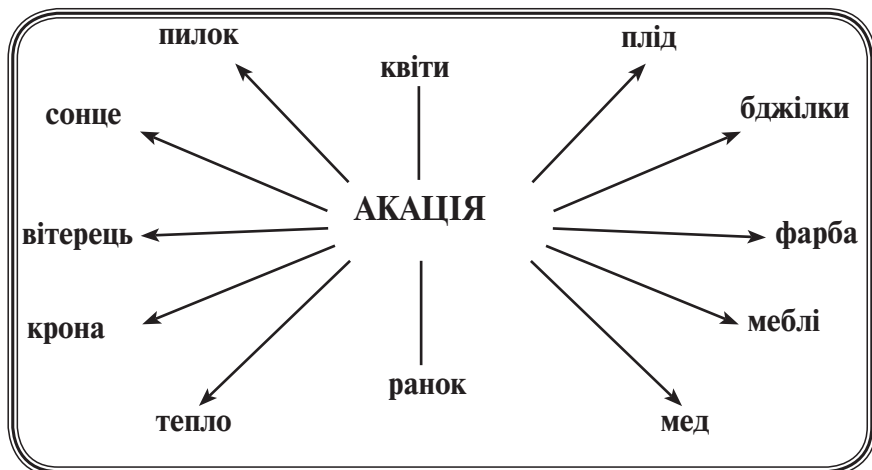 пилок
плід
квіти
сонце
бджілки
АКАЦІЯ
вітерець
фарба
крона
меблі
ранок
тепло
мед